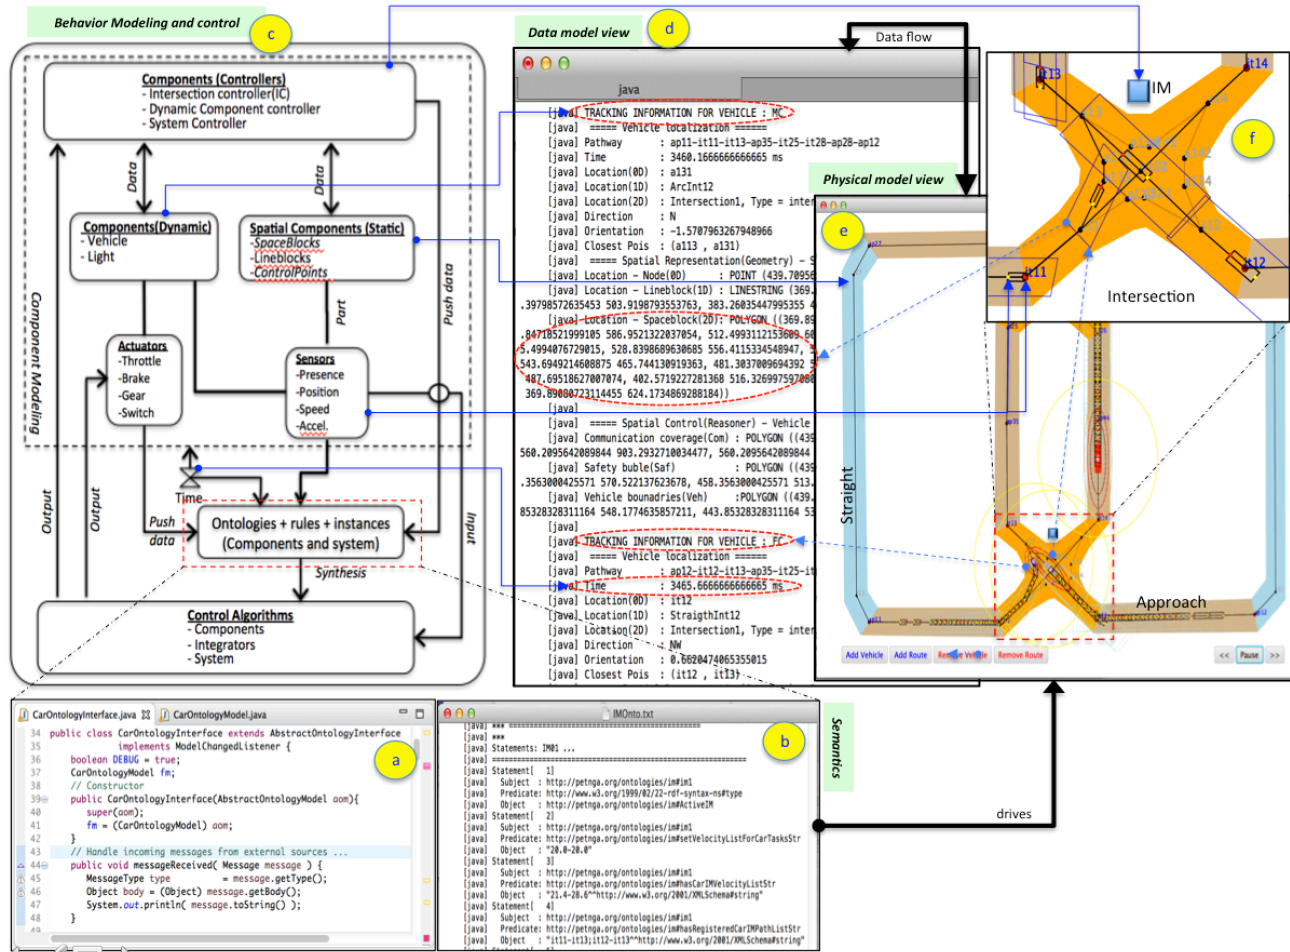 Behavior Modeling and control
c
Components (Controllers)
- Intersection controller(IC)
- Dynamic Component controller
- System Controller
Data
Data
Components(Dynamic)
- Vehicle
- Light
Spatial Components (Static)
- SpaceBlocks
- Lineblocks
- ControlPoints
Component Modeling
Push data
Part
Actuators
-Throttle
-Brake
-Gear
-Switch
Sensors
-Presence
-Position
-Speed
-Accel.
Time
Output
Output
Push
data
Input
Ontologies + rules + instances
(Components and system)
Synthesis
Control Algorithms
- Components
- Integrators
- System
Data model view
d
java
[java] TRACKING INFORMATION FOR VEHICLE : MC
[java] ===== Vehicle localization ======
[java] Pathway : ap11-it11-it13-ap35-it25-it28-ap28-ap12
[java] Time : 3460.1666666666665 ms
[java] Location(0D) : a131
[java] Location(1D) : ArcInt12
[java] Location(2D) : Intersection1, Type = inter
[java] Direction : N
[java] Orientation : -1.5707963267948966
[java] Closest Pois : (a113 , a131)
[java] ===== Spatial Representation(Geometry) - S
[java] Location - Node(0D) : POINT (439.70956
[java] Location - Lineblock(1D) : LINESTRING (369.
.39798572635453 503.9198793553763, 383.26035447995355 4
[java] Location - Spaceblock(2D): POLYGON ((369.89
.84718521999105 586.9521322037054, 512.4993112153609 60
5.4994076729015, 528.8398689630685 556.4115334548947,
543.6949214608875 465.744130919363, 481.3037009694392 5
487.69518627007074, 402.5719227281368 516.326997597080
369.89080723114455 624.1734869288184))
[java]
[java] ===== Spatial Control(Reasoner) - Vehicle
[java] Communication coverage(Com) : POLYGON ((439
560.2095642089844 903.2932710034477, 560.2095642089844
[java] Safety buble(Saf) : POLYGON ((439
.3563000425571 570.522137623678, 458.3563000425571 513.
[java] Vehicle bounadries(Veh) :POLYGON ((439.
85328328311164 548.1774635857211, 443.85328328311164 53
[java]
[java] TRACKING INFORMATION FOR VEHICLE : FC
[java] ===== Vehicle localization ======
[java] Pathway : ap12-it12-it13-ap35-it25-it
[java] Time : 3465.6666666666665 ms
[java] Location(0D) : it12
[java] Location(1D) : StraigthInt12
[java] Location(2D) : Intersection1, Type = inter
[java] Direction : NW
[java] Orientation : 0.6620474065355015
[java] Closest Pois : (it12 , it13)
Data flow
Physical model view
e
f
it13
it14
IM
it11
it12
Intersection
Straight
Approach
Add Vehicle
Add Route
Remove Vehicle
Remove Route
<<
Pause
>>
CarOntologyInterface.java
CarOntologyModel.java
a
34 public class CarOntologyInterface extends AbstractOntologyInterface
35 implements ModelChangedListener {
36 boolean DEBUG = true;
37 CarOntologyModel fm;
38 // Constructor
39 public CarOntologyInterface(AbstractOntologyModel aom){
40 super(aom);
41 fm = (CarOntologyModel) aom;
42 }
43 // Handle incoming messages from external sources ...
44 public void messageReceived( Message message ) {
45 MessageType type = message.getType();
46 Object body = (Object) message.getBody();
47 System.out.println( message.toString() );
48 }
49
IMOnto.txt
b
[java] *** ==========================================
[java] ***
[java] Statements: IM01 ...
[java] ==========================================================
[java] Statement[ 1]
[java] Subject : http://petnga.org/ontologies/im#im1
[java] Predicate: http://www.w3.org/1999/02/22-rdf-syntax-ns#type
[java] Object : http://petnga.org/ontologies/im#ActiveIM
[java] Statement[ 2]
[java] Subject : http://petnga.org/ontologies/im#im1
[java] Predicate: http://petnga.org/ontologies/im#setVelocityListForCarTasksStr
[java] Object : "20.0-20.0"
[java] Statement[ 3]
[java] Subject : http://petnga.org/ontologies/im#im1
[java] Predicate: http://petnga.org/ontologies/im#hasCarIMVelocityListStr
[java] Object : "21.4-28.6^^http://www.w3.org/2001/XMLSchema#string"
[java] Statement[ 4]
[java] Subject : http://petnga.org/ontologies/im#im1
[java] Predicate: http://petnga.org/ontologies/im#hasRegisteredCarIMPathListStr
[java] Object : "it11-it13;it12-it13^^http://www.w3.org/2001/XMLSchema#string"
Semantics
drives